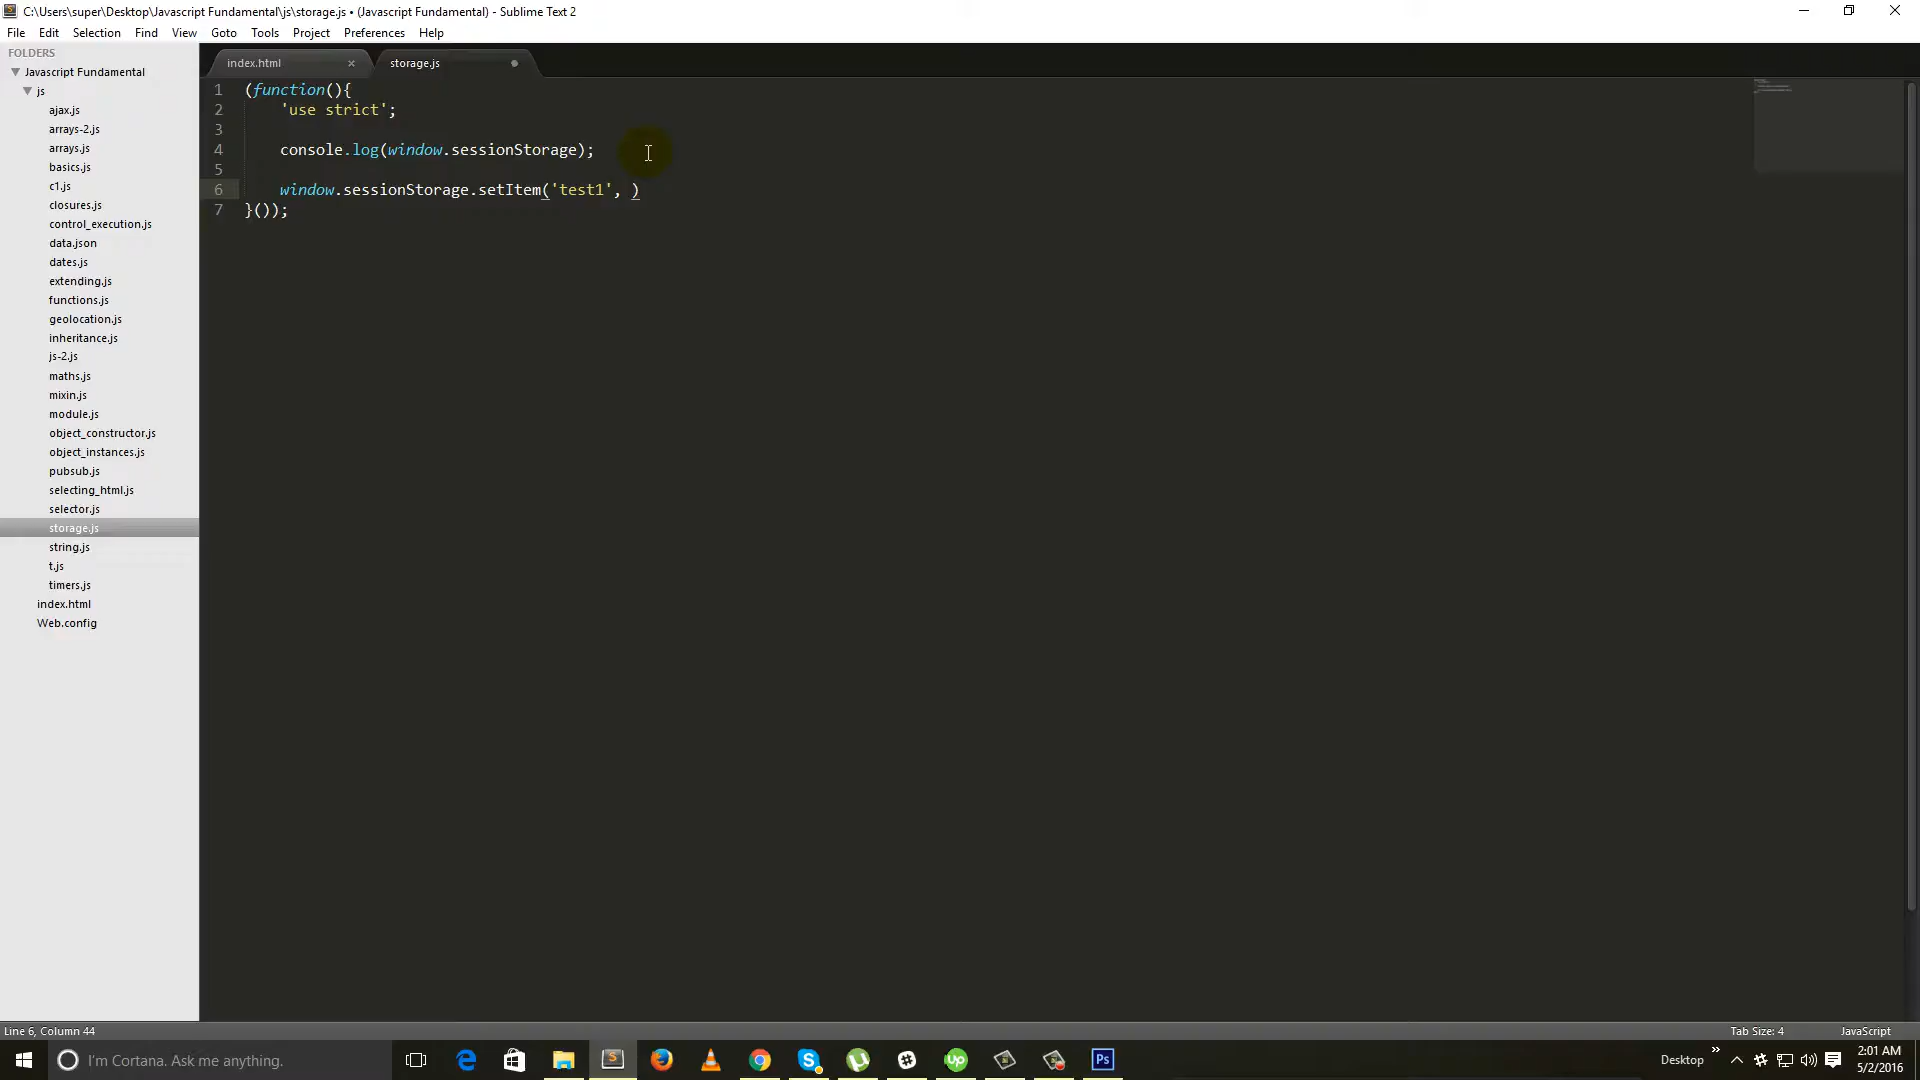 C:\Users\super\Desktop\Javascript Fundamental\js\storage.js • (Javascript Fundamental) - Sublime Text 2
File Edit Selection Find View Goto Tools Project Preferences Help
FOLDERS
Javascript Fundamental
js
ajax.js
arrays-2.js
arrays.js
basics.js
c1.js
closures.js
control_execution.js
data.json
dates.js
extending.js
functions.js
geolocation.js
inheritance.js
js-2.js
maths.js
mixin.js
module.js
object_constructor.js
object_instances.js
pubsub.js
selecting_html.js
selector.js
storage.js
string.js
t.js
timers.js
index.html
Web.config
index.html × storage.js
1 (function(){
2 'use strict';
3
4 console.log(window.sessionStorage);
5
6 window.sessionStorage.setItem('test1', )
7 }());
Line 6, Column 44
Tab Size: 4 JavaScript
I'm Cortana. Ask me anything.
Desktop
2:01 AM
5/2/2016